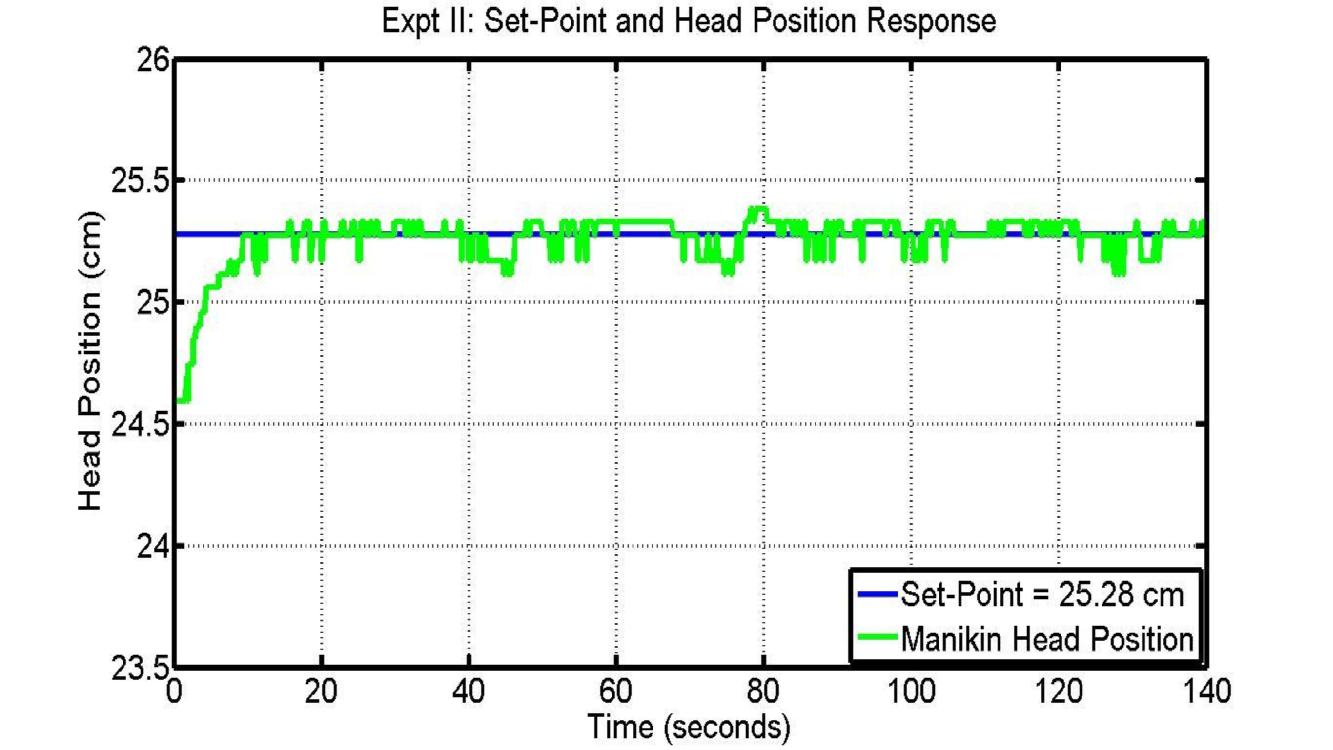 Expt II: Set-Point and Head Position Response
26
25.5
25
24.5
24
23.5
Head Position (cm)
0 20 40 60 80 100 120 140
Time (seconds)
Set-Point = 25.28 cm
Manikin Head Position